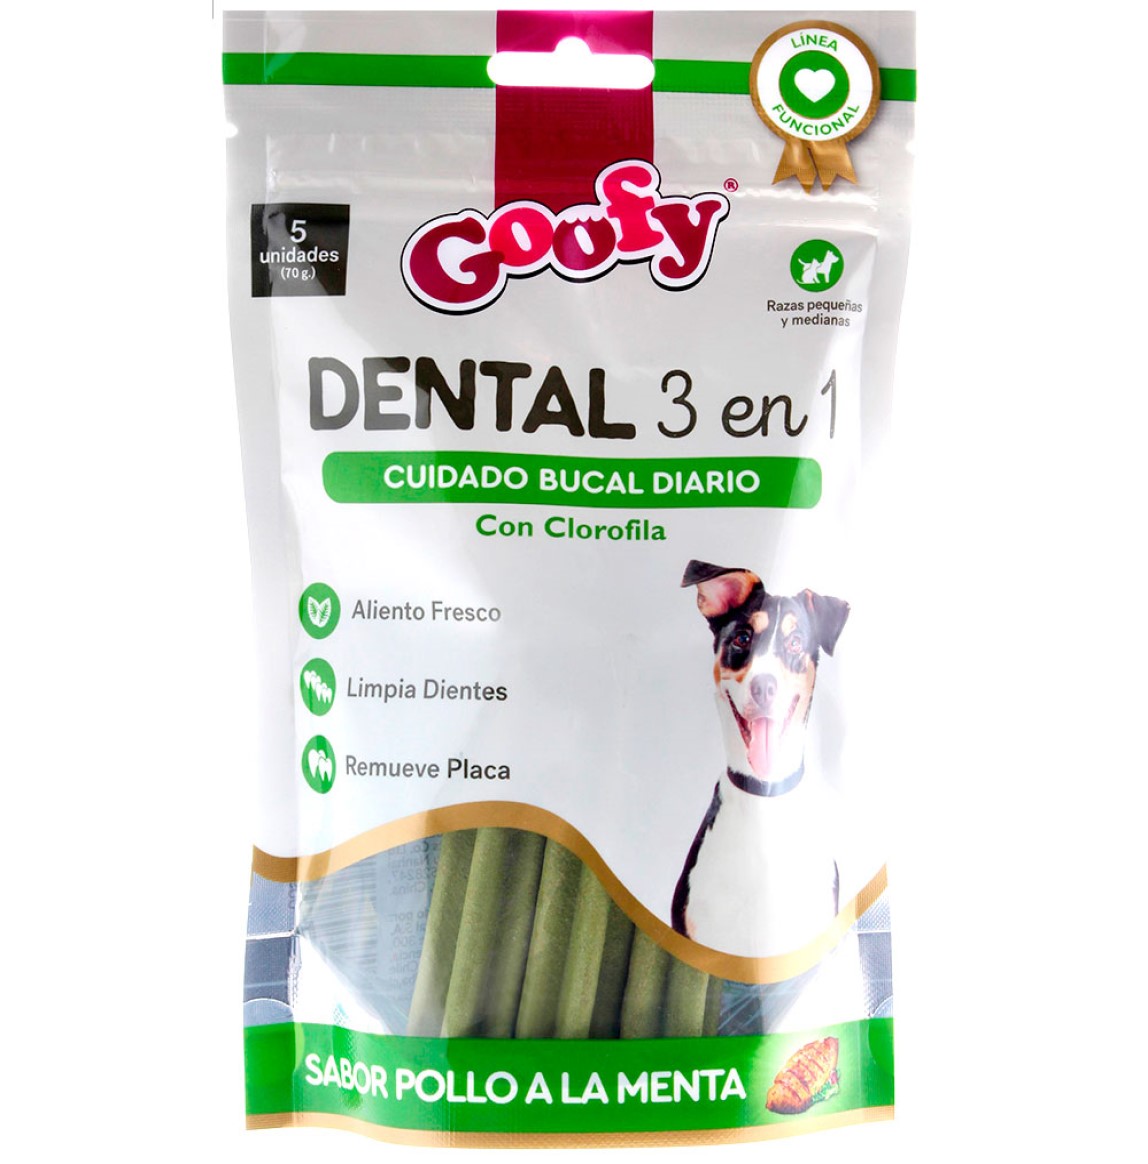 LÍNEA
FUNCIONAL
Goofy®
5
unidades
(70 g.)
Razas pequeñas
y medianas
DENTAL 3 en 1
CUIDADO BUCAL DIARIO
Con Clorofila
Aliento Fresco
Limpia Dientes
Remueve Placa
SABOR POLLO A LA MENTA